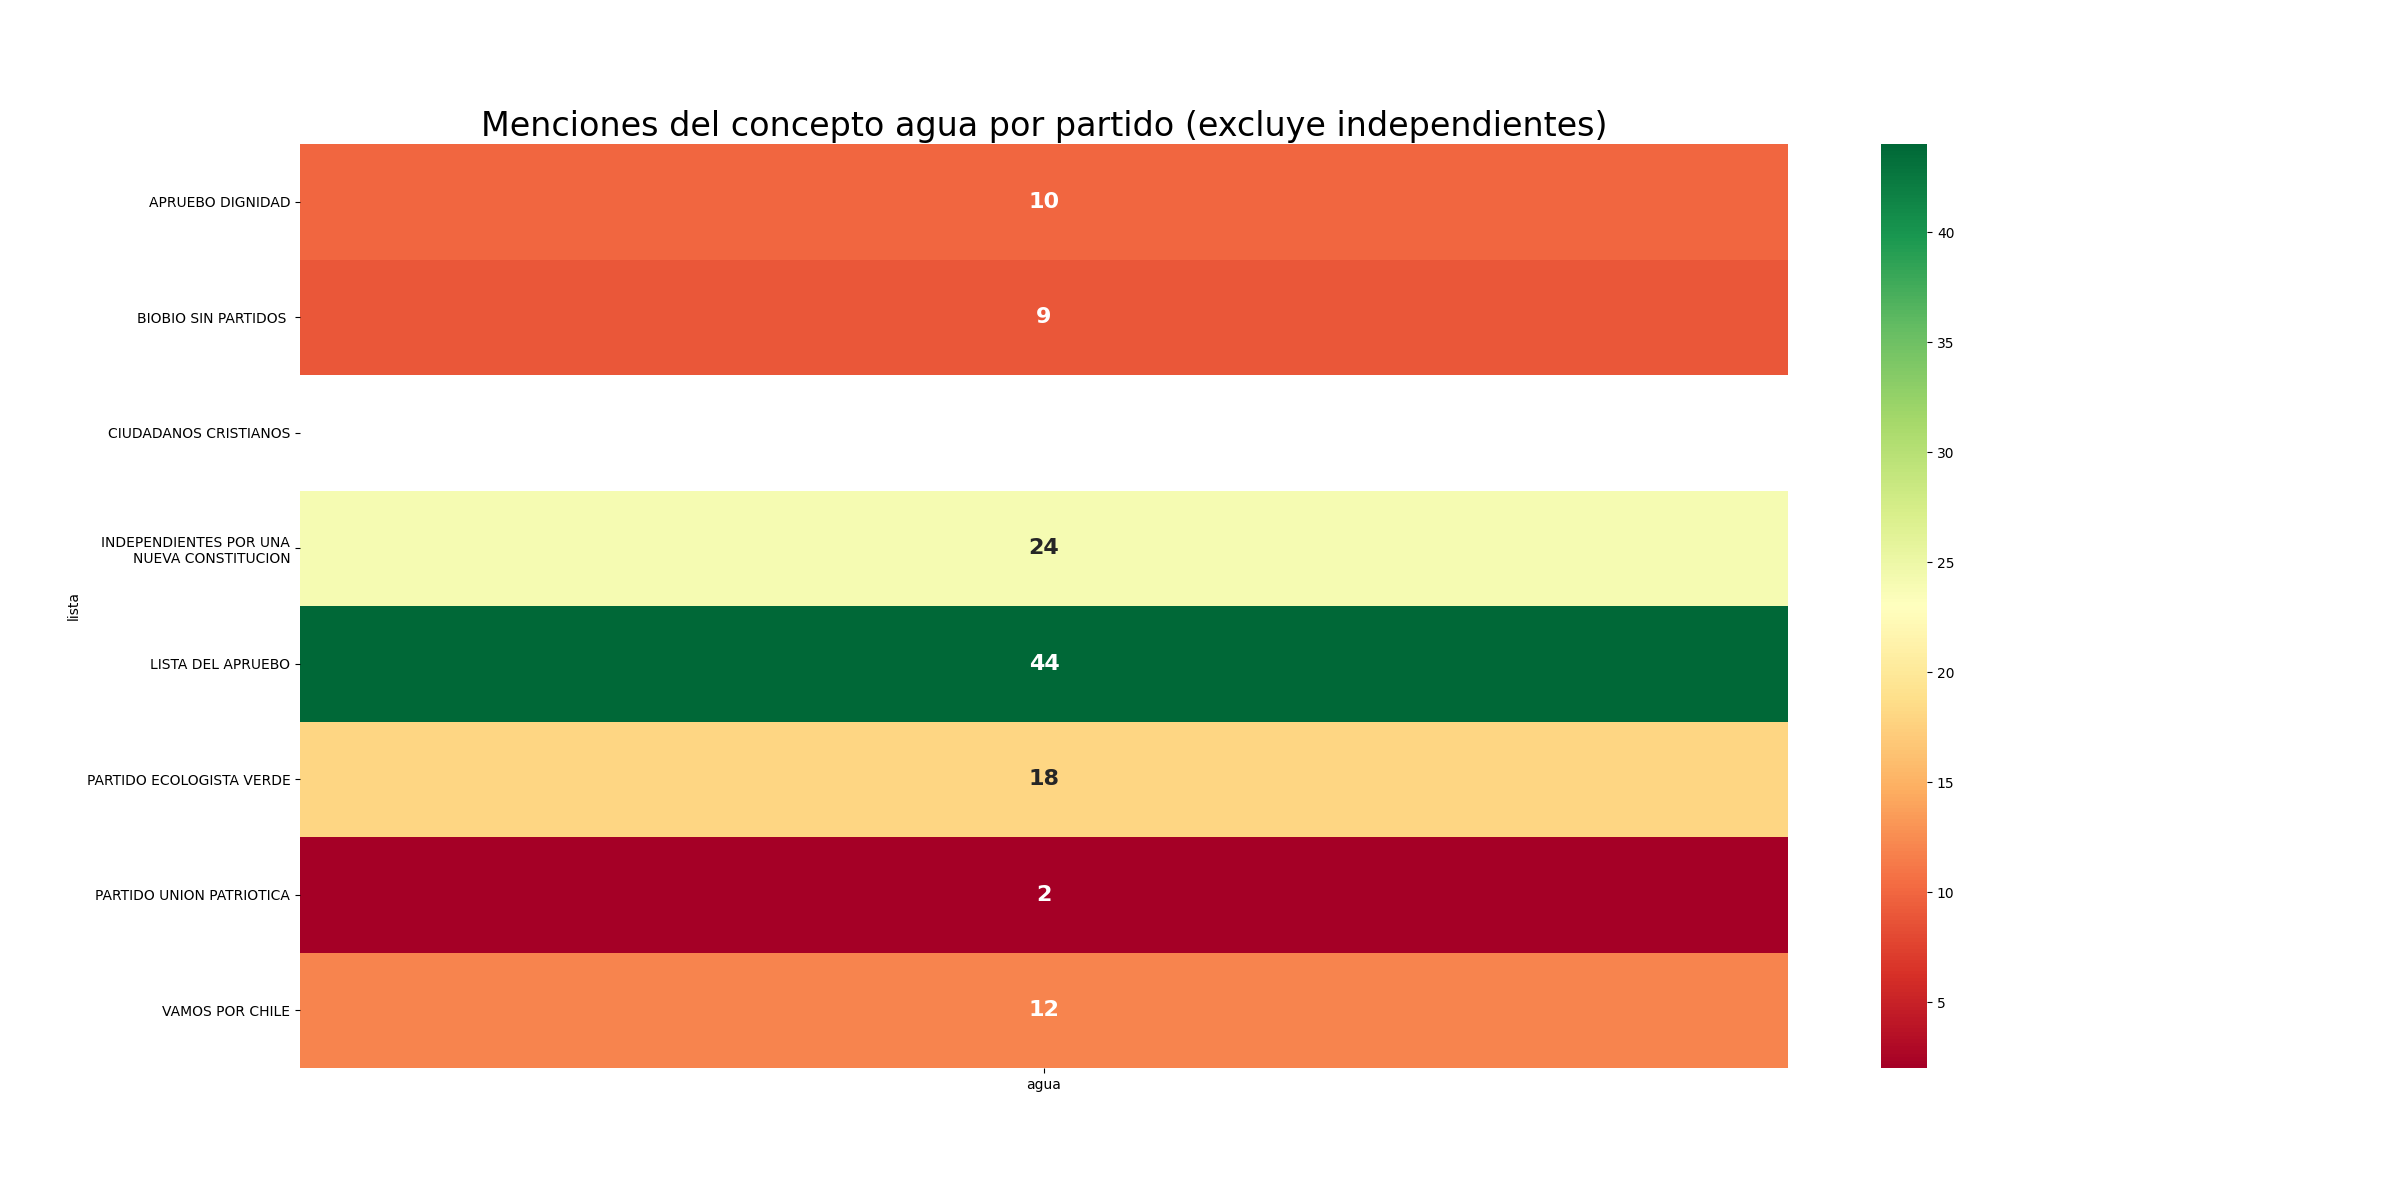 Menciones del concepto agua por partido (excluye independientes)
APRUEBO DIGNIDAD
10
BIOBIO SIN PARTIDOS
9
CIUDADANOS CRISTIANOS
INDEPENDIENTES POR UNA
NUEVA CONSTITUCION
24
LISTA DEL APRUEBO
44
PARTIDO ECOLOGISTA VERDE
18
PARTIDO UNION PATRIOTICA
2
VAMOS POR CHILE
12
lista
agua
40
35
30
25
20
15
10
5